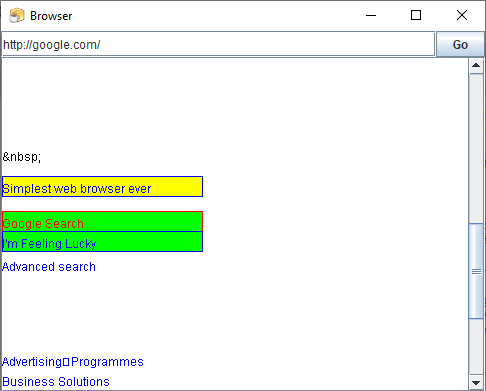 Browser
http://google.com/
Go
&nbsp;
Simplest web browser ever
Google Search
I'm Feeling Lucky
Advanced search
Advertising▯Programmes
Business Solutions